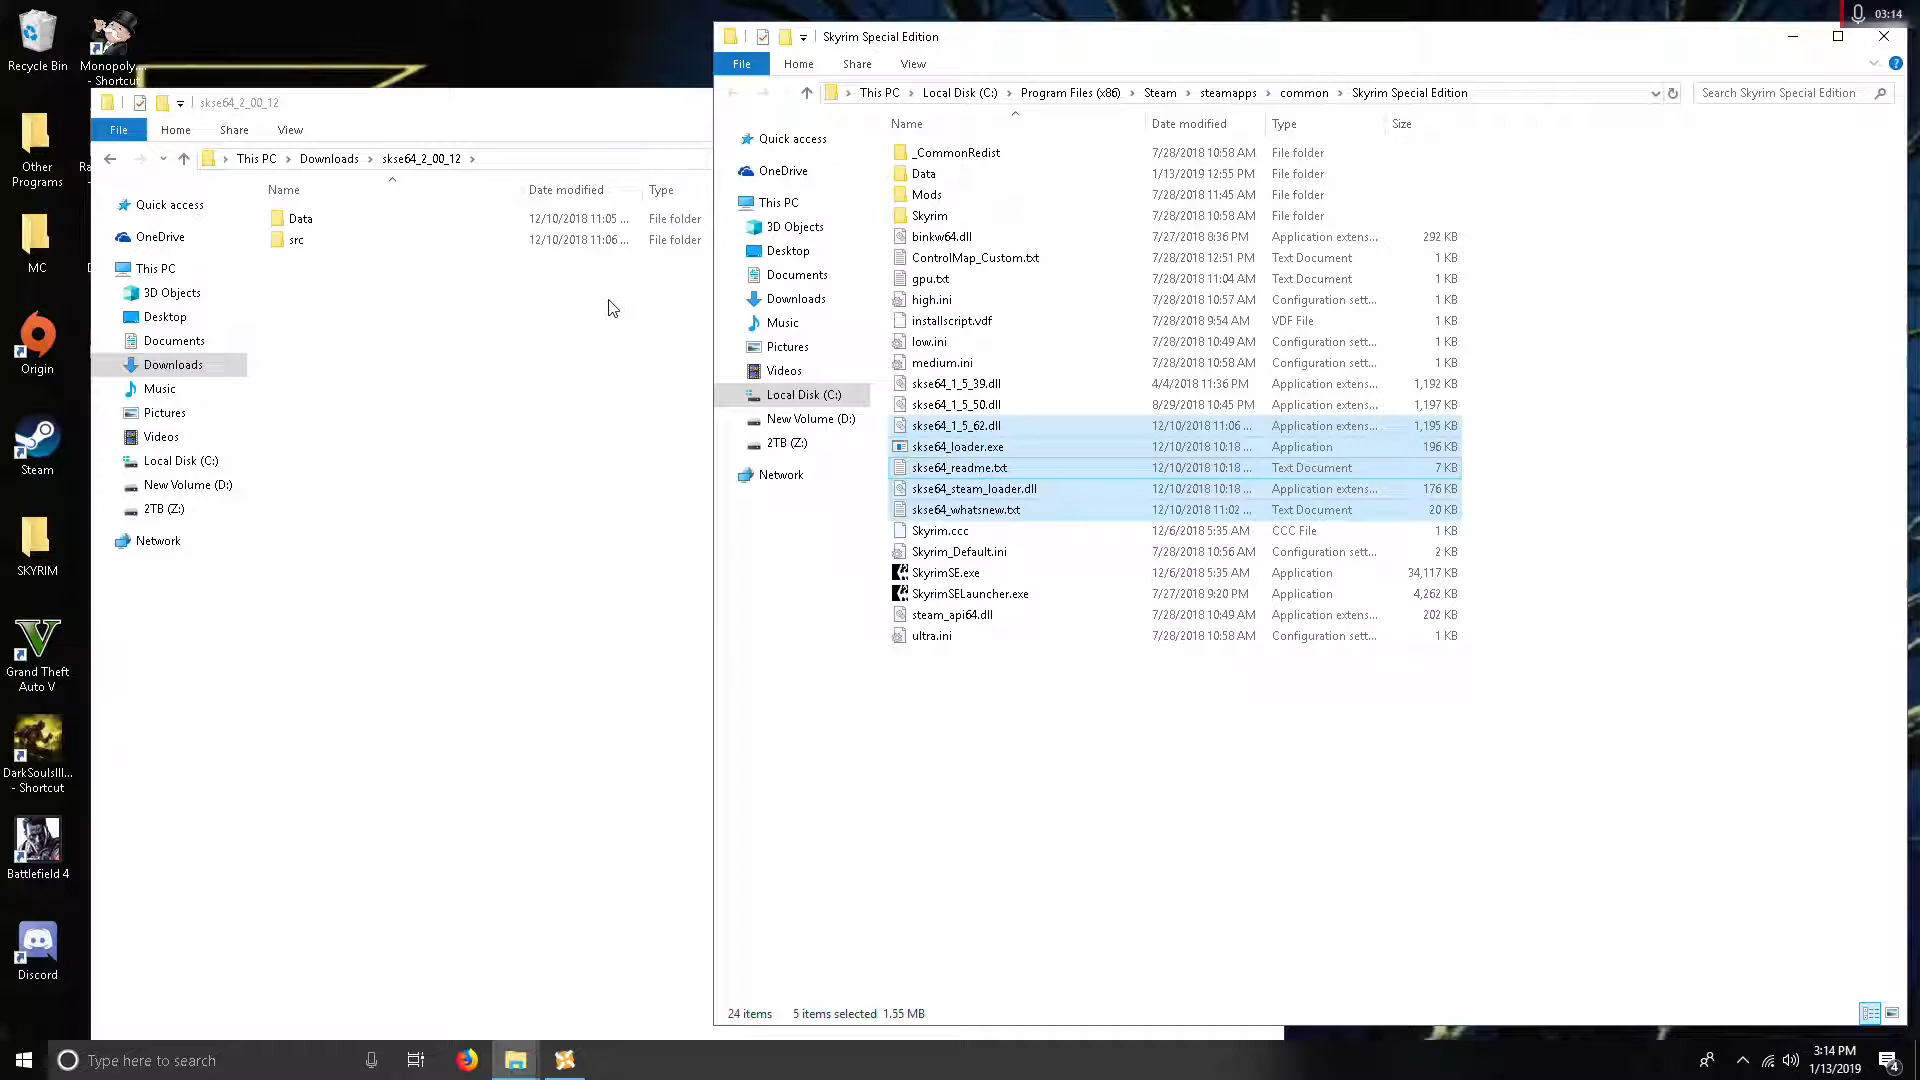 Recycle Bin
Monopoly...
- Shortcut
Other
Programs
MC
Origin
Steam
SKYRIM
Grand Theft
Auto V
DarkSoulsIII...
- Shortcut
Battlefield 4
Discord
skse64_2_00_12
File Home Share View
This PC > Downloads > skse64_2_00_12 >
Name Date modified Type
Quick access
OneDrive
This PC
3D Objects
Desktop
Documents
Downloads
Music
Pictures
Videos
Local Disk (C:)
New Volume (D:)
2TB (Z:)
Network
Data 12/10/2018 11:05 ... File folder
src 12/10/2018 11:06 ... File folder
03:14
Skyrim Special Edition
File Home Share View
This PC > Local Disk (C:) > Program Files (x86) > Steam > steamapps > common > Skyrim Special Edition
Search Skyrim Special Edition
Name Date modified Type Size
Quick access
OneDrive
This PC
3D Objects
Desktop
Documents
Downloads
Music
Pictures
Videos
Local Disk (C:)
New Volume (D:)
2TB (Z:)
Network
_CommonRedist 7/28/2018 10:58 AM File folder
Data 1/13/2019 12:55 PM File folder
Mods 7/28/2018 11:45 AM File folder
Skyrim 7/28/2018 10:58 AM File folder
binkw64.dll 7/27/2018 8:36 PM Application extens... 292 KB
ControlMap_Custom.txt 7/28/2018 12:51 PM Text Document 1 KB
gpu.txt 7/28/2018 11:04 AM Text Document 1 KB
high.ini 7/28/2018 10:57 AM Configuration sett... 1 KB
installscript.vdf 7/28/2018 9:54 AM VDF File 1 KB
low.ini 7/28/2018 10:49 AM Configuration sett... 1 KB
medium.ini 7/28/2018 10:58 AM Configuration sett... 1 KB
skse64_1_5_39.dll 4/4/2018 11:36 PM Application extens... 1,192 KB
skse64_1_5_50.dll 8/29/2018 10:45 PM Application extens... 1,197 KB
skse64_1_5_62.dll 12/10/2018 11:06 ... Application extens... 1,195 KB
skse64_loader.exe 12/10/2018 10:18 ... Application 196 KB
skse64_readme.txt 12/10/2018 10:18 ... Text Document 7 KB
skse64_steam_loader.dll 12/10/2018 10:18 ... Application extens... 176 KB
skse64_whatsnew.txt 12/10/2018 11:02 ... Text Document 20 KB
Skyrim.ccc 12/6/2018 5:35 AM CCC File 1 KB
Skyrim_Default.ini 7/28/2018 10:56 AM Configuration sett... 2 KB
SkyrimSE.exe 12/6/2018 5:35 AM Application 34,117 KB
SkyrimSELauncher.exe 7/27/2018 9:20 PM Application 4,262 KB
steam_api64.dll 7/28/2018 10:49 AM Application extens... 202 KB
ultra.ini 7/28/2018 10:58 AM Configuration sett... 1 KB
24 items 5 items selected 1.55 MB
Type here to search
3:14 PM
1/13/2019
4